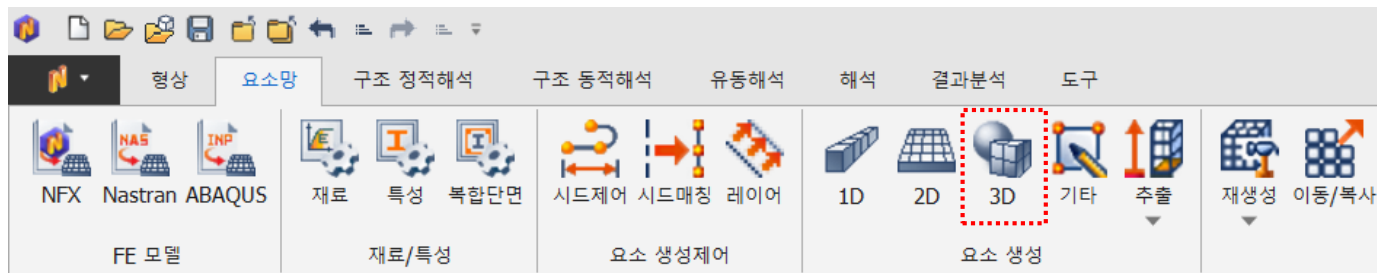 형상 요소망 구조 정적해석 구조 동적해석 유동해석 해석 결과분석 도구
NAS INP
NFX Nastran ABAQUS 재료 특성 복합단면 시드제어 시드매칭 레이어 1D 2D 3D 기타 추출 재생성 이동/복사
FE 모델 재료/특성 요소 생성제어 요소 생성